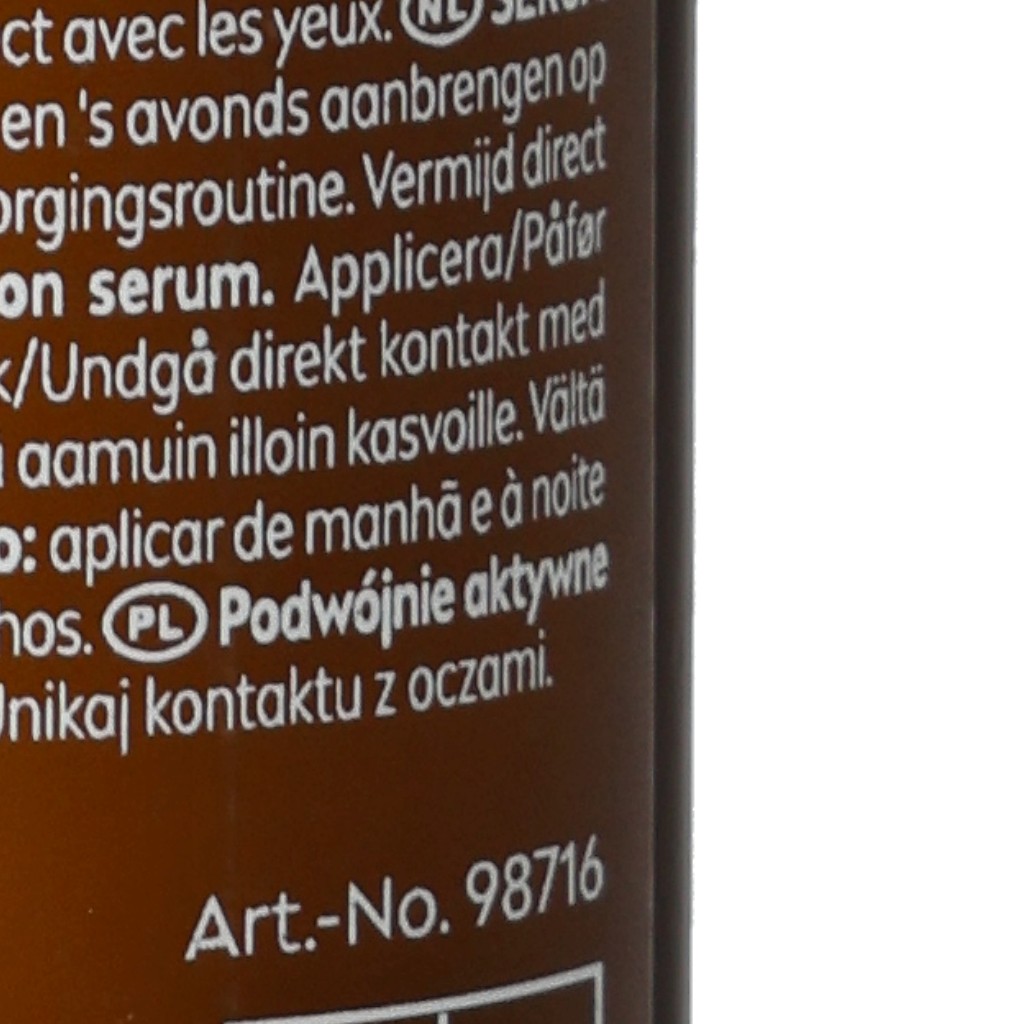 ct avec les yeux. NL SERUM
en 's avonds aanbrengen op
orgingsroutine. Vermijd direct
on serum. Applicera/Påfør
k/Undgå direkt kontakt med
aamuin illoin kasvoille. Vältä
o: aplicar de manhã e à noite
hos. PL Podwójnie aktywne
Unikaj kontaktu z oczami.
Art.-No. 98716